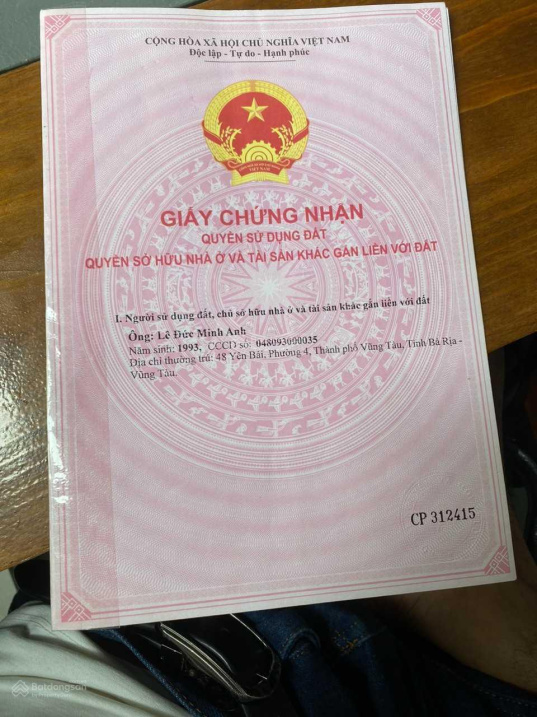 CỘNG HÒA XÃ HỘI CHỦ NGHĨA VIỆT NAM
Độc lập - Tự do - Hạnh phúc
VIỆT NAM
GIẤY CHỨNG NHẬN
QUYỀN SỬ DỤNG ĐẤT
QUYỀN SỞ HỮU NHÀ Ở VÀ TÀI SẢN KHÁC GẮN LIỀN VỚI ĐẤT
I. Người sử dụng đất, chủ sở hữu nhà ở và tài sản khác gắn liền với đất
Ông: Lê Đức Minh Anh
Năm sinh: 1993, CCCD số: 048093000035
Địa chỉ thường trú: 48 Yên Bái, Phường 4, Thành phố Vũng Tàu, Tỉnh Bà Rịa -
Vũng Tàu.
CP 312415
Batdongsan